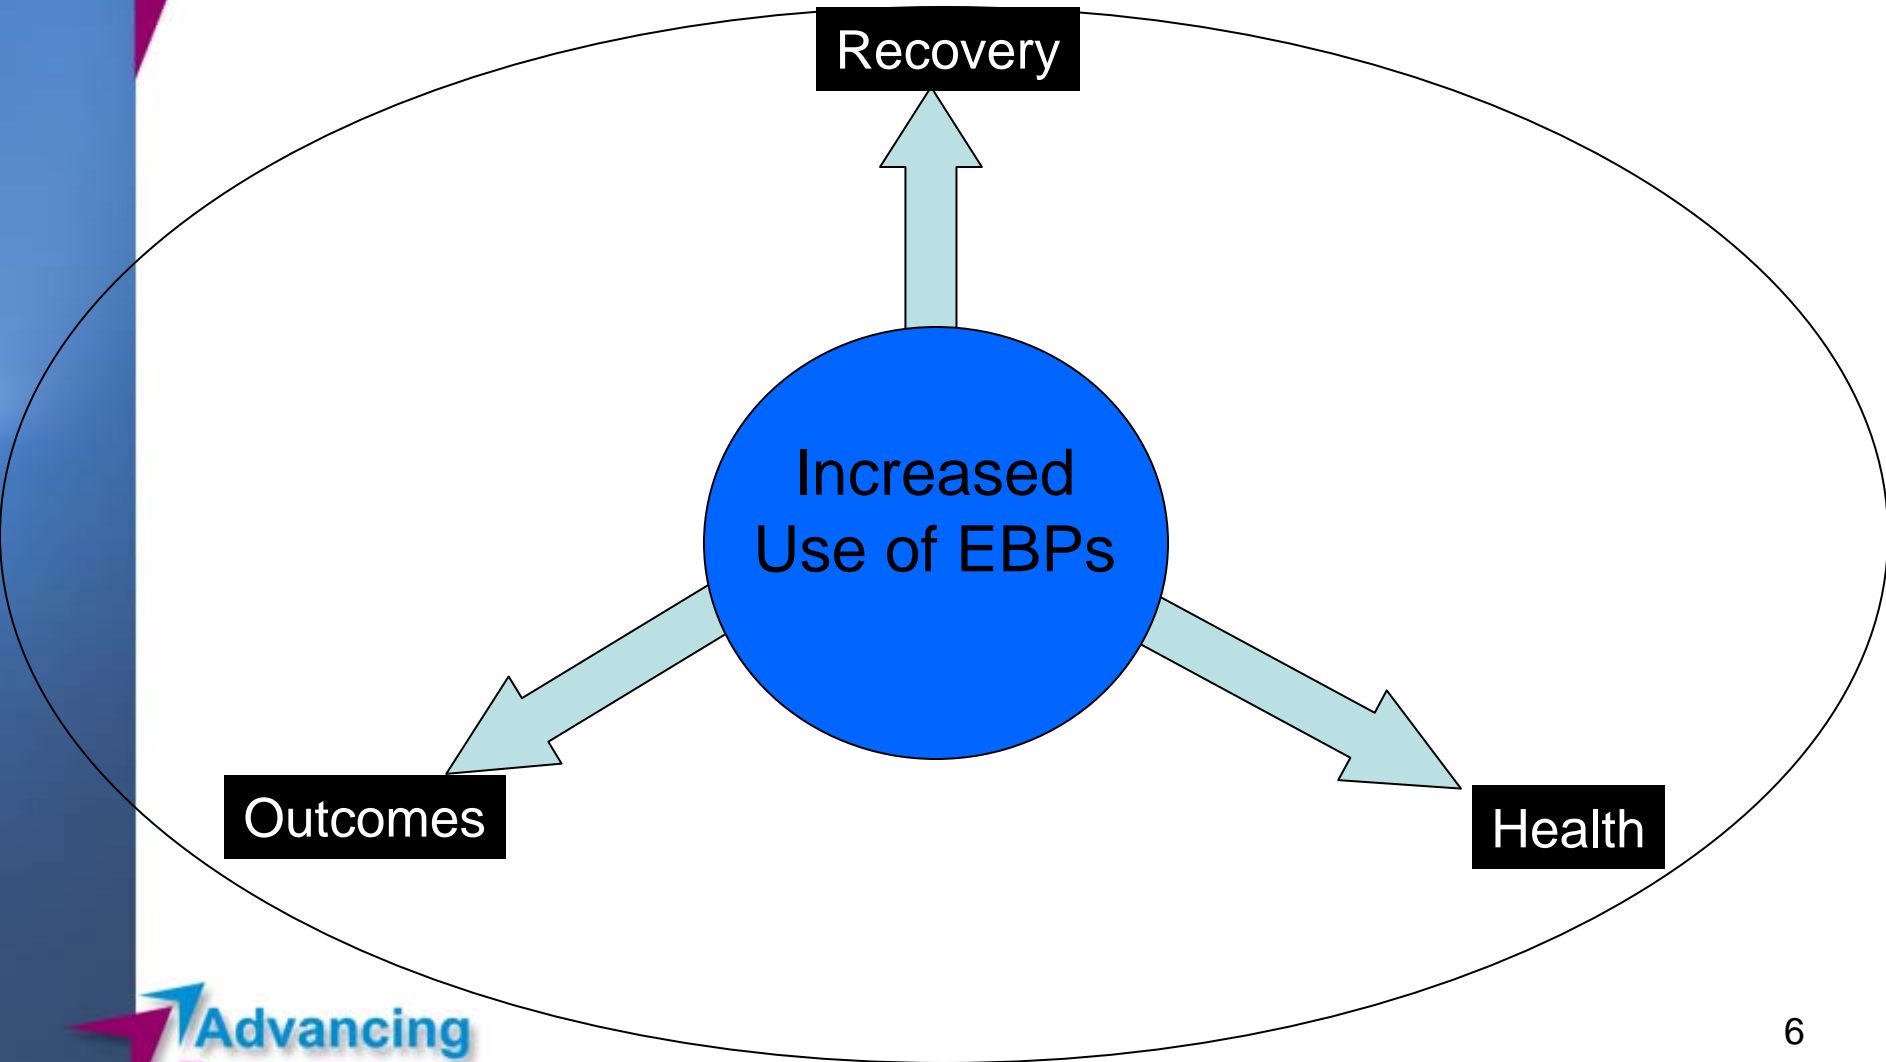 Recovery
Increased
Use of EBPs
Outcomes
Health
Advancing
6